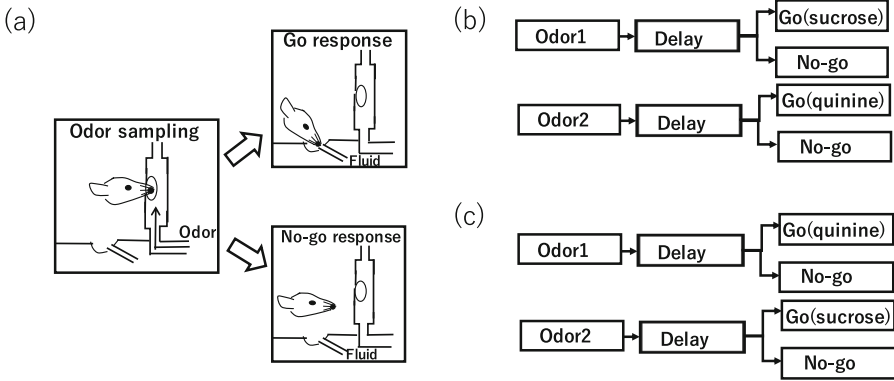 (a)
Odor sampling
Odor
Go response
Fluid
No-go response
Fluid
(b)
Odor1
Delay
Go(sucrose)
No-go
Odor2
Delay
Go(quinine)
No-go
(c)
Odor1
Delay
Go(quinine)
No-go
Odor2
Delay
Go(sucrose)
No-go